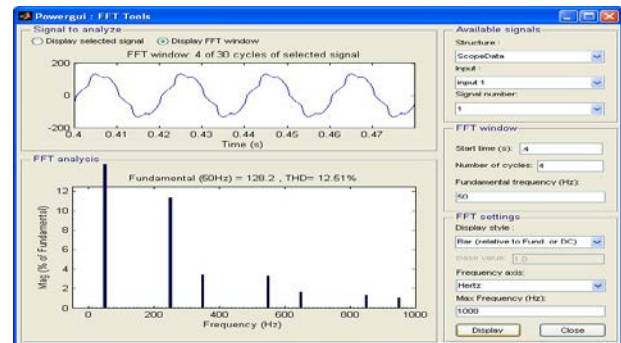 Powergui : FFT Tools
Signal to analyze
Display selected signal
Display FFT window
FFT window: 4 of 30 cycles of selected signal
200
0
-200
0.4 0.41 0.42 0.43 0.44 0.45 0.46 0.47
Time (s)
FFT analysis
Fundamental (50Hz) = 128.2 , THD= 12.51%
12
10
8
6
4
2
0
Mag (% of Fundamental)
0 200 400 600 800 1000
Frequency (Hz)
Available signals
Structure :
ScopeData
Input :
input 1
Signal number:
1
FFT window
Start time (s): .4
Number of cycles: 4
Fundamental frequency (Hz):
50
FFT settings
Display style :
Bar (relative to Fund. or DC)
Base value: 1.0
Frequency axis:
Hertz
Max Frequency (Hz):
1000
Display
Close